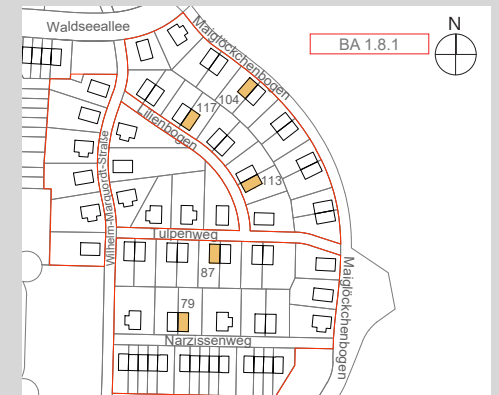 Waldseeallee
Maiglöckchenbogen
BA 1.8.1
N
104
117
Lilienbogen
113
Wilhelm-Marquordt-Straße
Tulpenweg
87
Maiglöckchenbogen
79
Narzissenweg